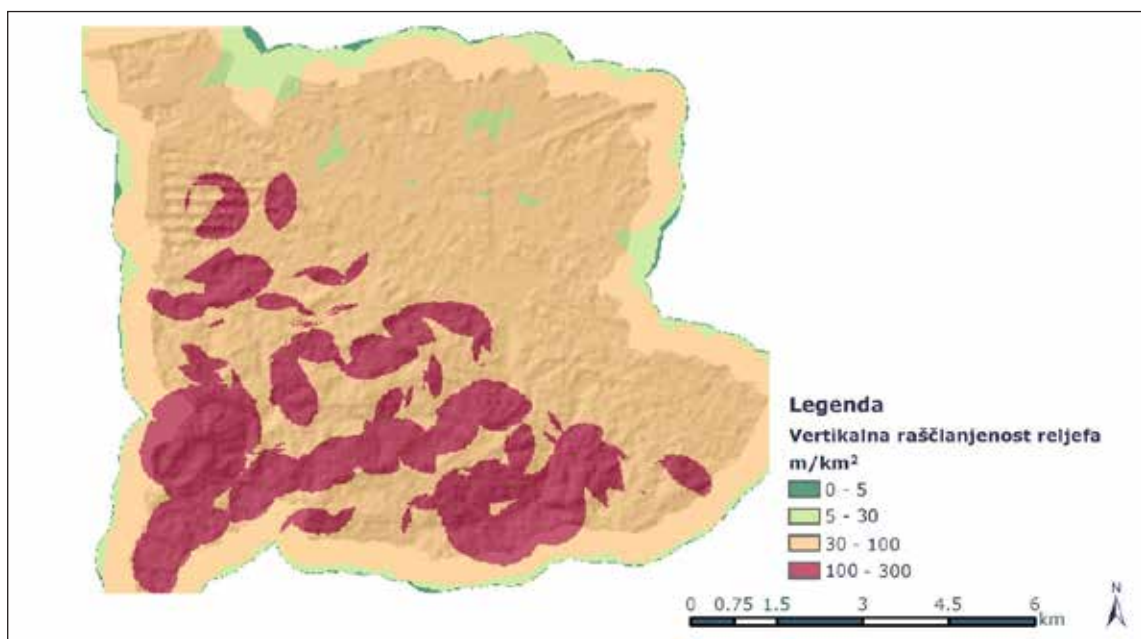 Legenda
Vertikalna raščlanjenost reljefa
m/km²
0 - 5
5 - 30
30 - 100
100 - 300
N
0 0.75 1.5 3 4.5 6
km